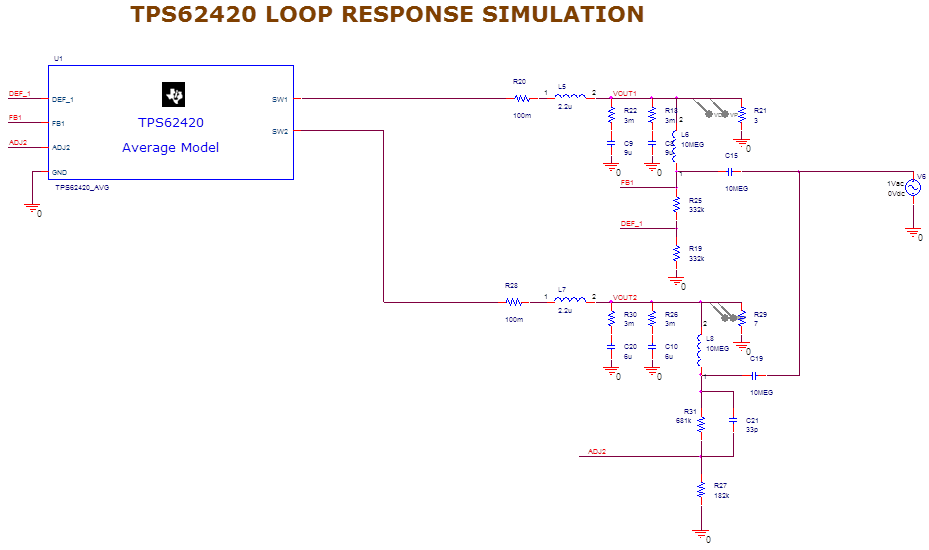 TPS62420 LOOP RESPONSE SIMULATION
U1
DEF_1
DEF_1
FB1
FB1
ADJ2
ADJ2
GND
SW1
SW2
TPS62420
Average Model
TPS62420_AVG
0
R20
100m
1
L5
2
2.2u
VOUT1
R22
3m
R18
3m
C9
9u
C8
9u
0
0
2
L6
10MEG
1
R21
3
0
C15
10MEG
V6
1Vac
0Vdc
0
FB1
R25
332k
DEF_1
R19
332k
0
R28
100m
1
L7
2
2.2u
VOUT2
R30
3m
R26
3m
C20
6u
C10
6u
0
0
2
L8
10MEG
1
R29
7
0
C19
10MEG
R31
681k
C21
33p
ADJ2
R27
182k
0